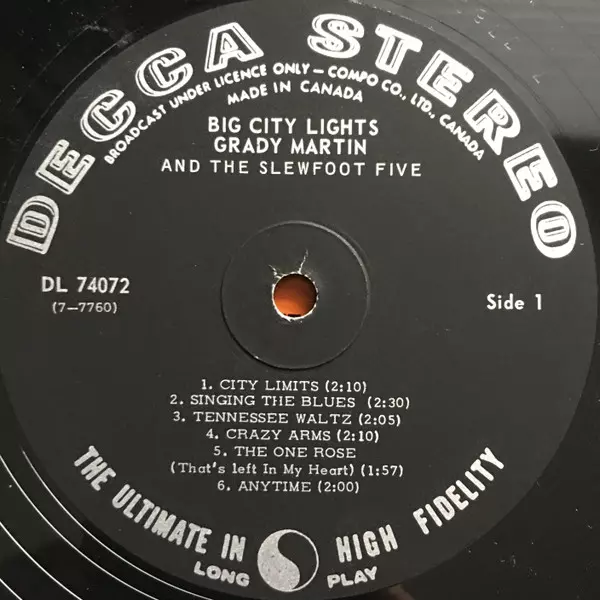 DECCA STEREO
BROADCAST UNDER LICENCE ONLY — COMPO CO., LTD., CANADA
MADE IN CANADA
BIG CITY LIGHTS
GRADY MARTIN
AND THE SLEWFOOT FIVE
DL 74072
(7—7760)
Side 1
1. CITY LIMITS (2:10)
2. SINGING THE BLUES (2:30)
3. TENNESSEE WALTZ (2:05)
4. CRAZY ARMS (2:10)
5. THE ONE ROSE
(That's left In My Heart) (1:57)
6. ANYTIME (2:00)
THE ULTIMATE IN HIGH FIDELITY
LONG PLAY